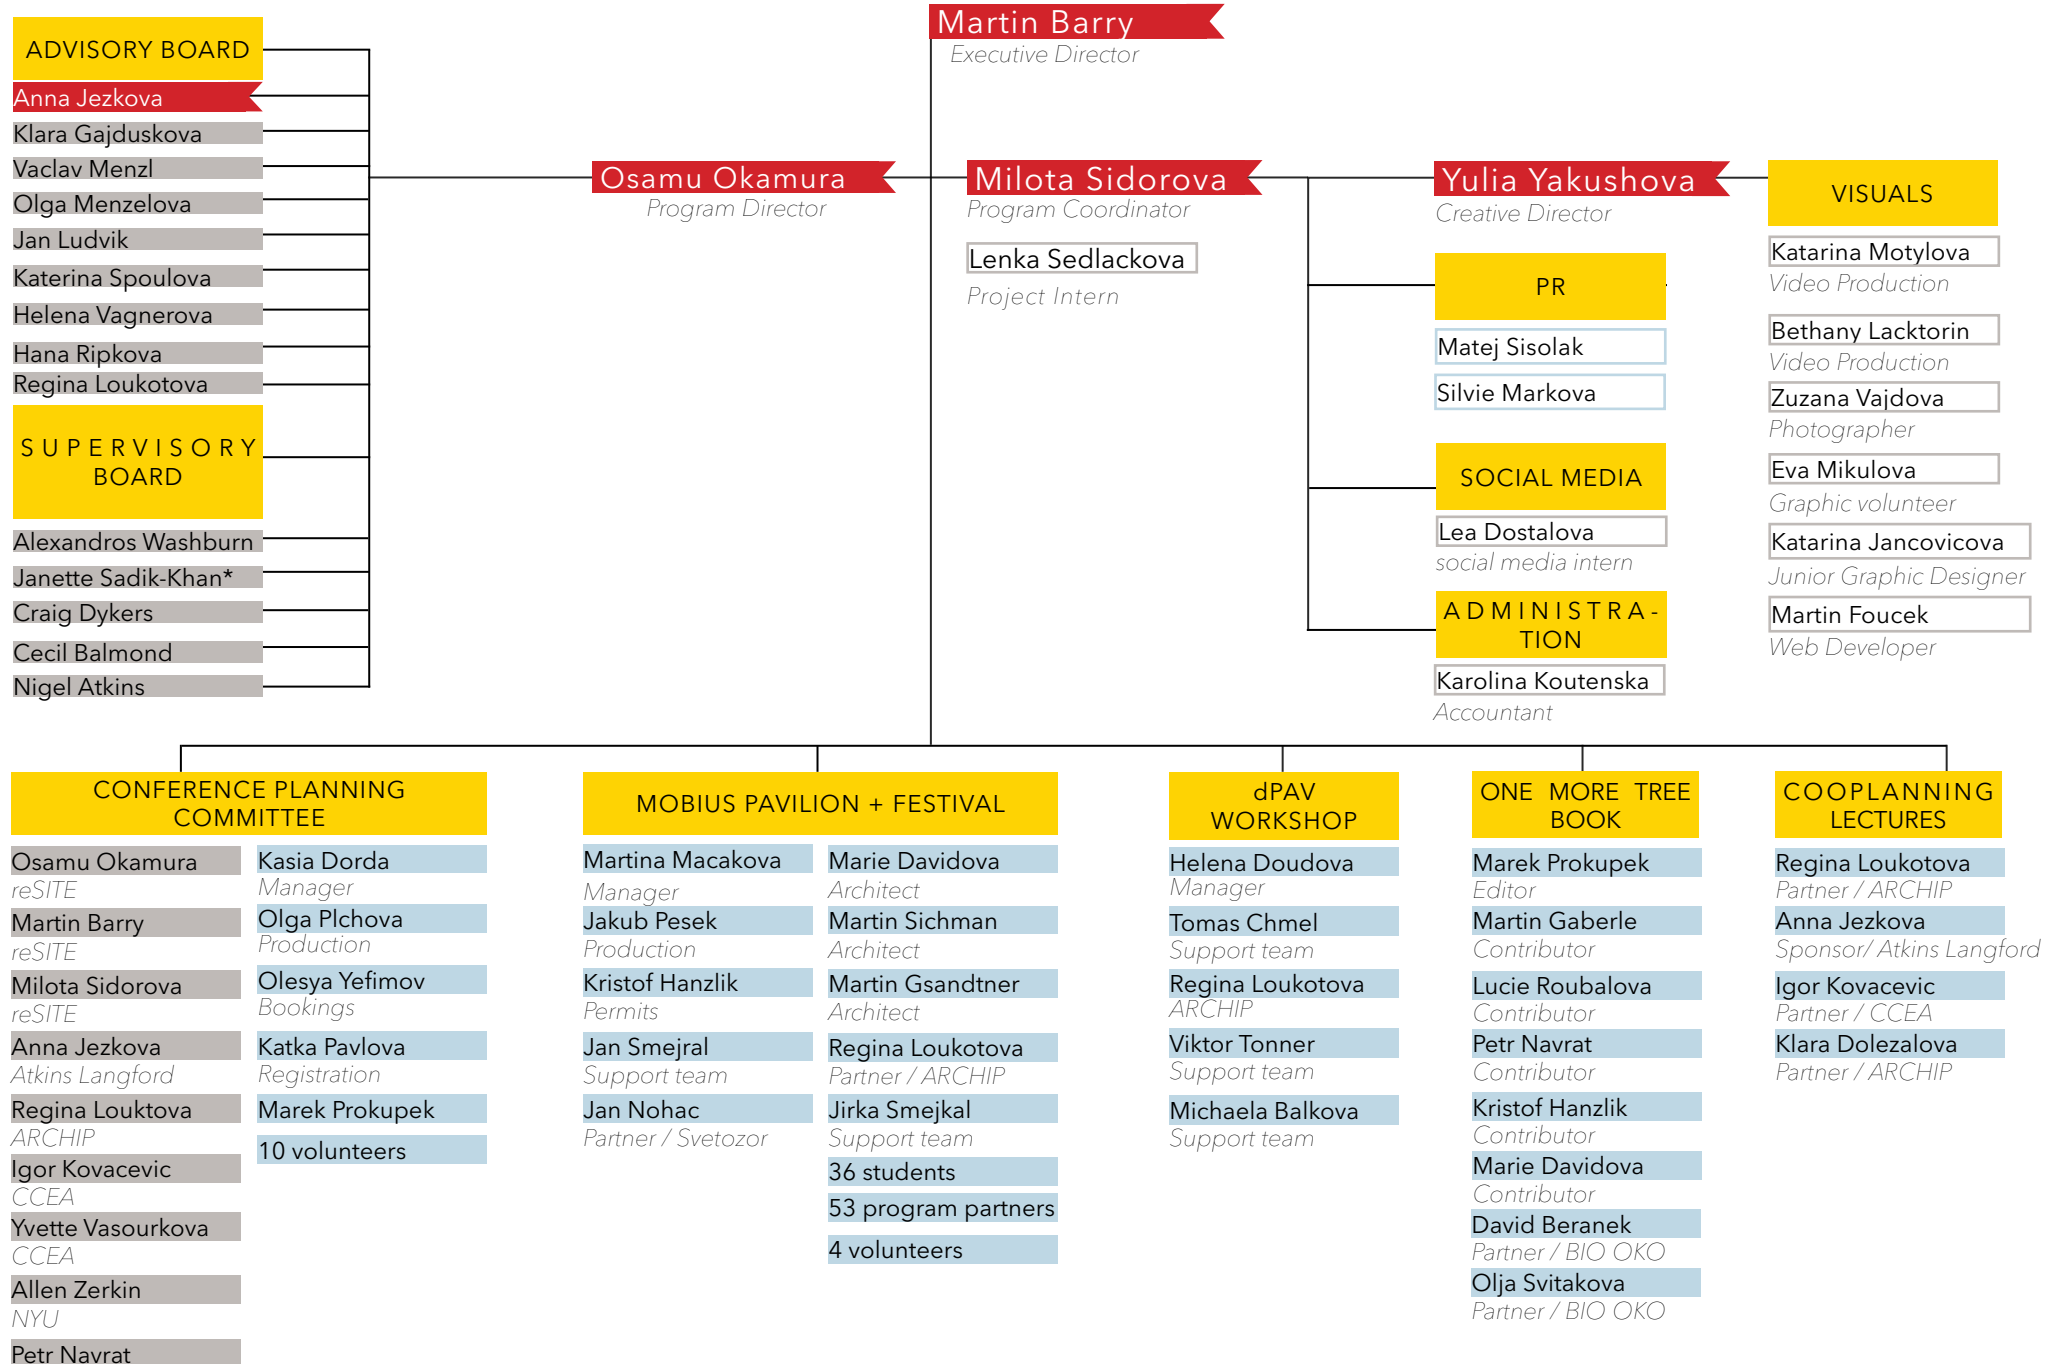 Martin Barry
Executive Director
ADVISORY BOARD
Anna Jezkova
Klara Gajduskova
Vaclav Menzl
Olga Menzelova
Jan Ludvik
Katerina Spoulova
Helena Vagnerova
Hana Ripkova
Regina Loukotova
SUPERVISORY
BOARD
Alexandros Washburn
Janette Sadik-Khan*
Craig Dykers
Cecil Balmond
Nigel Atkins
Osamu Okamura
Program Director
Milota Sidorova
Program Coordinator
Lenka Sedlackova
Project Intern
Yulia Yakushova
Creative Director
PR
Matej Sisolak
Silvie Markova
SOCIAL MEDIA
Lea Dostalova
social media intern
ADMINISTRA-
TION
Karolina Koutenska
Accountant
VISUALS
Katarina Motylova
Video Production
Bethany Lacktorin
Video Production
Zuzana Vajdova
Photographer
Eva Mikulova
Graphic volunteer
Katarina Jancovicova
Junior Graphic Designer
Martin Foucek
Web Developer
CONFERENCE PLANNING
COMMITTEE
Osamu Okamura
reSITE
Martin Barry
reSITE
Milota Sidorova
reSITE
Anna Jezkova
Atkins Langford
Regina Louktova
ARCHIP
Igor Kovacevic
CCEA
Yvette Vasourkova
CCEA
Allen Zerkin
NYU
Petr Navrat
Kasia Dorda
Manager
Olga Plchova
Production
Olesya Yefimov
Bookings
Katka Pavlova
Registration
Marek Prokupek
10 volunteers
MOBIUS PAVILION + FESTIVAL
Martina Macakova
Manager
Jakub Pesek
Production
Kristof Hanzlik
Permits
Jan Smejral
Support team
Jan Nohac
Partner / Svetozor
Marie Davidova
Architect
Martin Sichman
Architect
Martin Gsandtner
Architect
Regina Loukotova
Partner / ARCHIP
Jirka Smejkal
Support team
36 students
53 program partners
4 volunteers
dPAV
WORKSHOP
Helena Doudova
Manager
Tomas Chmel
Support team
Regina Loukotova
ARCHIP
Viktor Tonner
Support team
Michaela Balkova
Support team
ONE MORE TREE
BOOK
Marek Prokupek
Editor
Martin Gaberle
Contributor
Lucie Roubalova
Contributor
Petr Navrat
Contributor
Kristof Hanzlik
Contributor
Marie Davidova
Contributor
David Beranek
Partner / BIO OKO
Olja Svitakova
Partner / BIO OKO
COOPLANNING
LECTURES
Regina Loukotova
Partner / ARCHIP
Anna Jezkova
Sponsor/ Atkins Langford
Igor Kovacevic
Partner / CCEA
Klara Dolezalova
Partner / ARCHIP